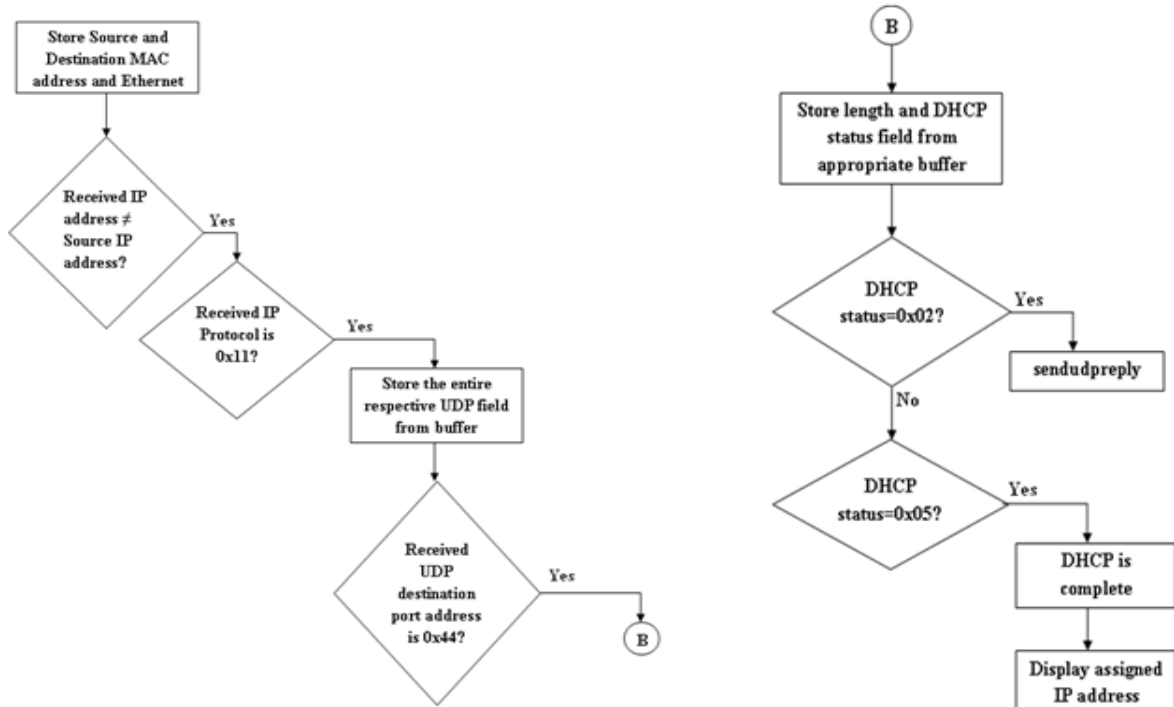 Store Source and
Destination MAC
address and Ethernet
Received IP
address ≠
Source IP
address?
Yes
Received IP
Protocol is
0x11?
Yes
Store the entire
respective UDP field
from buffer
Received
UDP
destination
port address
is 0x44?
Yes
B
B
Store length and DHCP
status field from
appropriate buffer
DHCP
status=0x02?
Yes
sendudpreply
No
DHCP
status=0x05?
Yes
DHCP is
complete
Display assigned
IP address